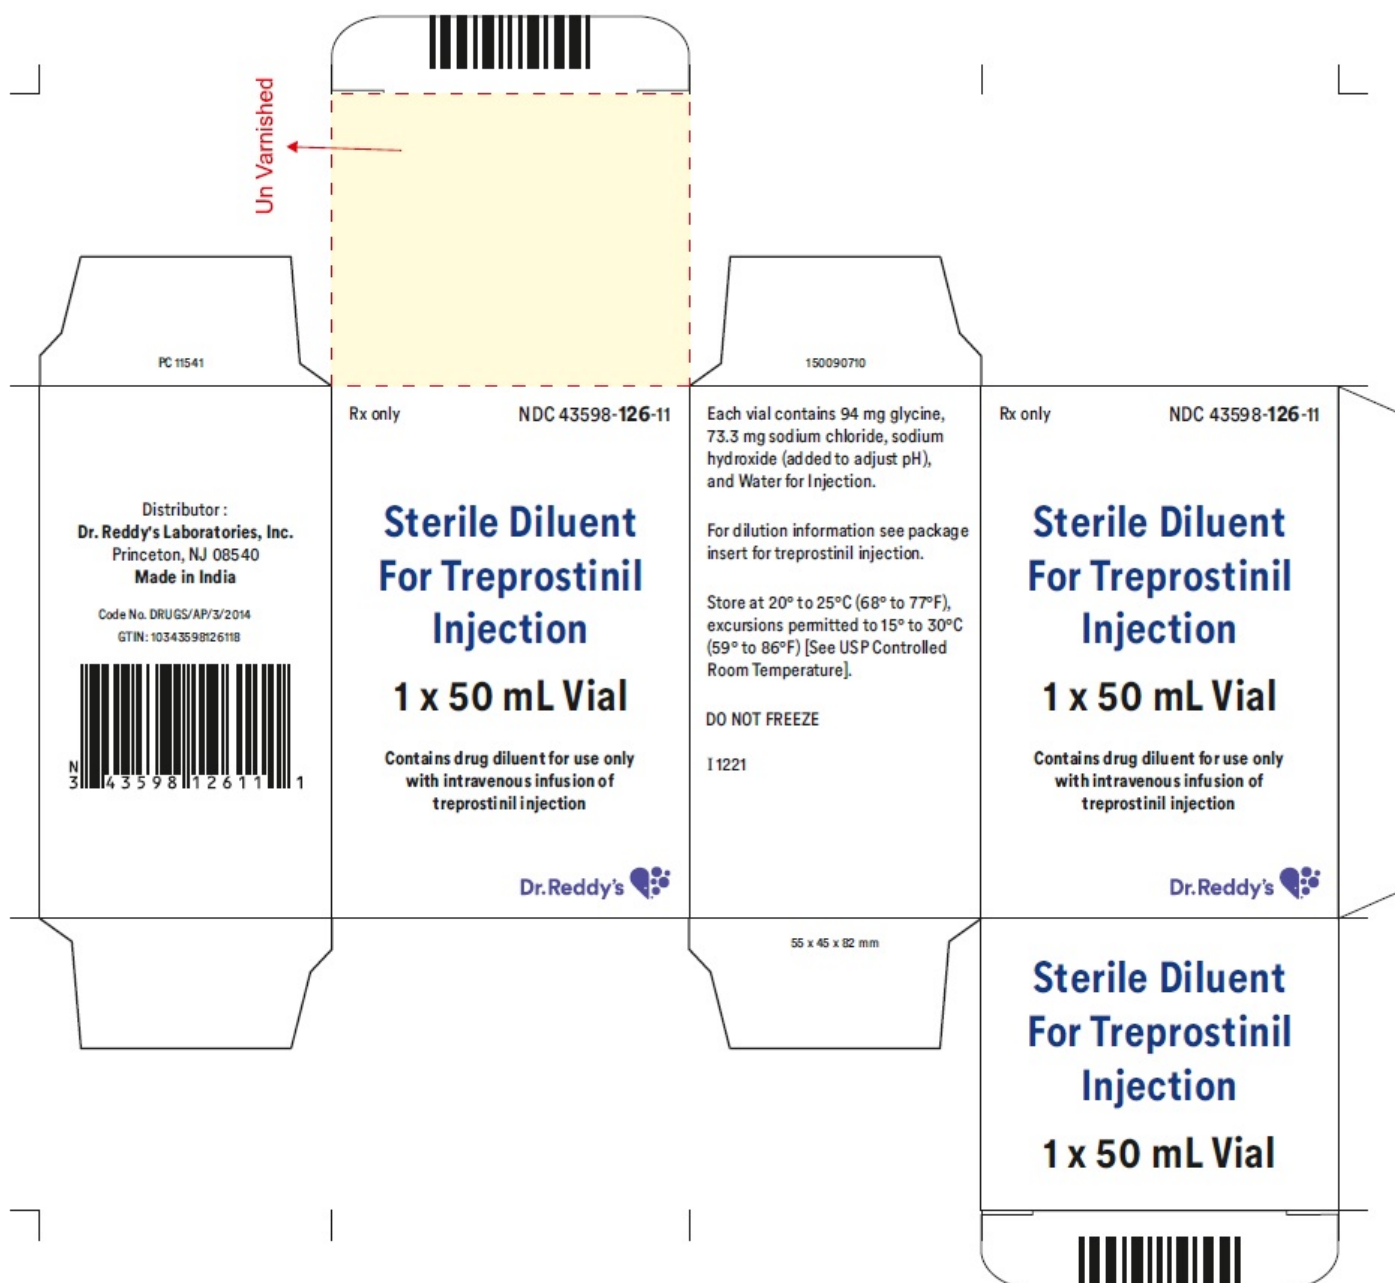 Un Varnished
PC 11541
150090710
Distributor :
Dr. Reddy's Laboratories, Inc.
Princeton, NJ 08540
Made in India
Code No. DRUGS/AP/3/2014
GTIN: 10343598126118
N
3 43598 12611 1
Rx only NDC 43598-126-11
Sterile Diluent
For Treprostinil
Injection
1 x 50 mL Vial
Contains drug diluent for use only
with intravenous infusion of
treprostinil injection
Dr.Reddy's
Each vial contains 94 mg glycine,
73.3 mg sodium chloride, sodium
hydroxide (added to adjust pH),
and Water for Injection.
For dilution information see package
insert for treprostinil injection.
Store at 20° to 25°C (68° to 77°F),
excursions permitted to 15° to 30°C
(59° to 86°F) [See USP Controlled
Room Temperature].
DO NOT FREEZE
I 1221
Rx only NDC 43598-126-11
Sterile Diluent
For Treprostinil
Injection
1 x 50 mL Vial
Contains drug diluent for use only
with intravenous infusion of
treprostinil injection
Dr.Reddy's
55 x 45 x 82 mm
Sterile Diluent
For Treprostinil
Injection
1 x 50 mL Vial